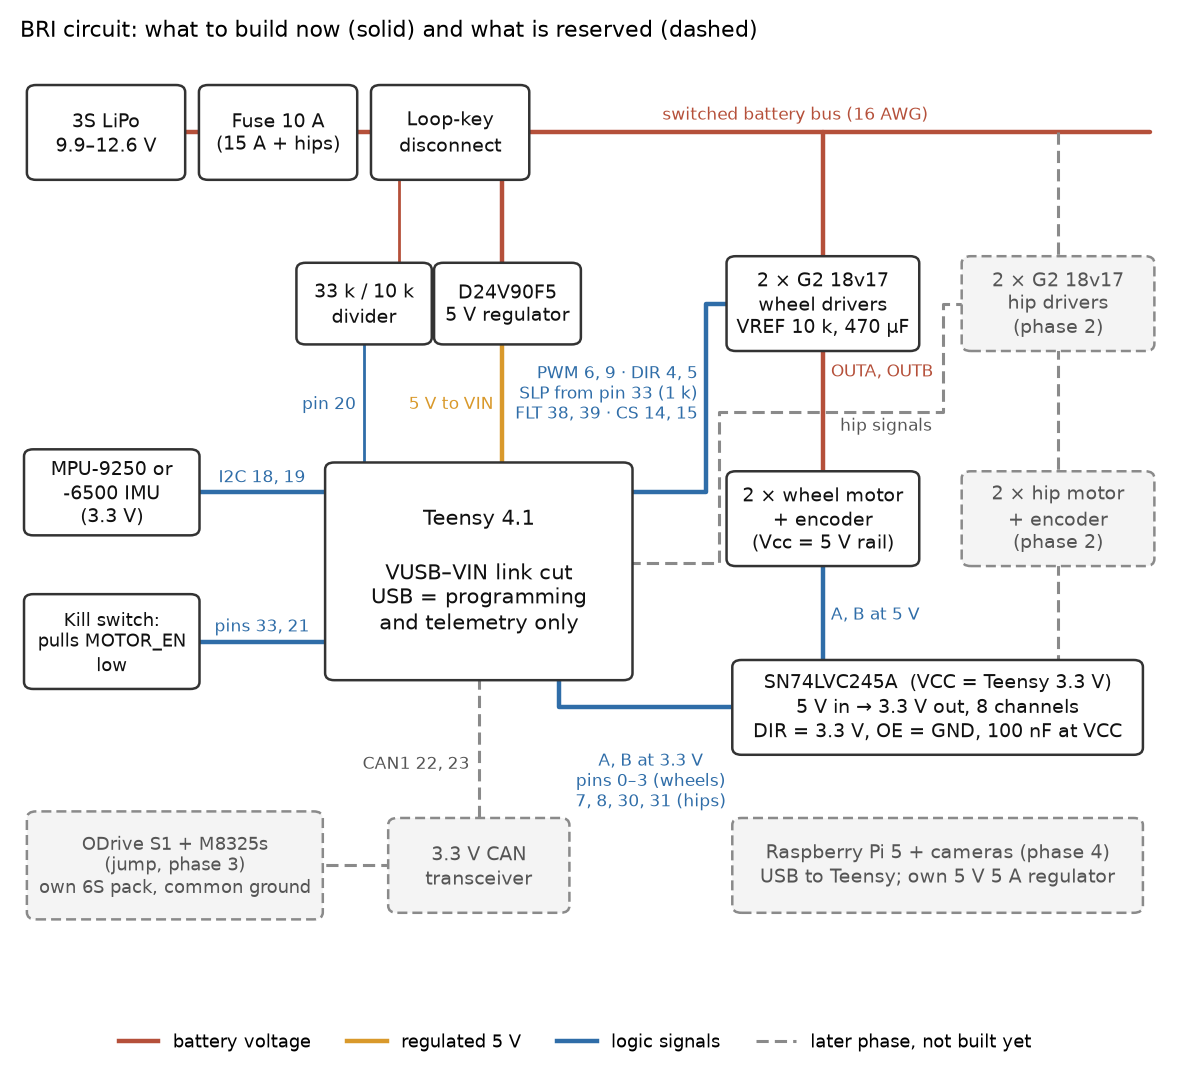 BRI circuit: what to build now (solid) and what is reserved (dashed)
3S LiPo
9.9–12.6 V
Fuse 10 A
(15 A + hips)
Loop-key
disconnect
switched battery bus (16 AWG)
33 k / 10 k
divider
D24V90F5
5 V regulator
2 × G2 18v17
wheel drivers
VREF 10 k, 470 µF
2 × G2 18v17
hip drivers
(phase 2)
PWM 6, 9 · DIR 4, 5
SLP from pin 33 (1 k)
FLT 38, 39 · CS 14, 15
OUTA, OUTB
pin 20
5 V to VIN
hip signals
MPU-9250 or
-6500 IMU
(3.3 V)
I2C 18, 19
Teensy 4.1
VUSB–VIN link cut
USB = programming
and telemetry only
2 × wheel motor
+ encoder
(Vcc = 5 V rail)
2 × hip motor
+ encoder
(phase 2)
Kill switch:
pulls MOTOR_EN
low
pins 33, 21
A, B at 5 V
SN74LVC245A  (VCC = Teensy 3.3 V)
5 V in → 3.3 V out, 8 channels
DIR = 3.3 V, OE = GND, 100 nF at VCC
CAN1 22, 23
A, B at 3.3 V
pins 0–3 (wheels)
7, 8, 30, 31 (hips)
ODrive S1 + M8325s
(jump, phase 3)
own 6S pack, common ground
3.3 V CAN
transceiver
Raspberry Pi 5 + cameras (phase 4)
USB to Teensy; own 5 V 5 A regulator
battery voltage
regulated 5 V
logic signals
later phase, not built yet